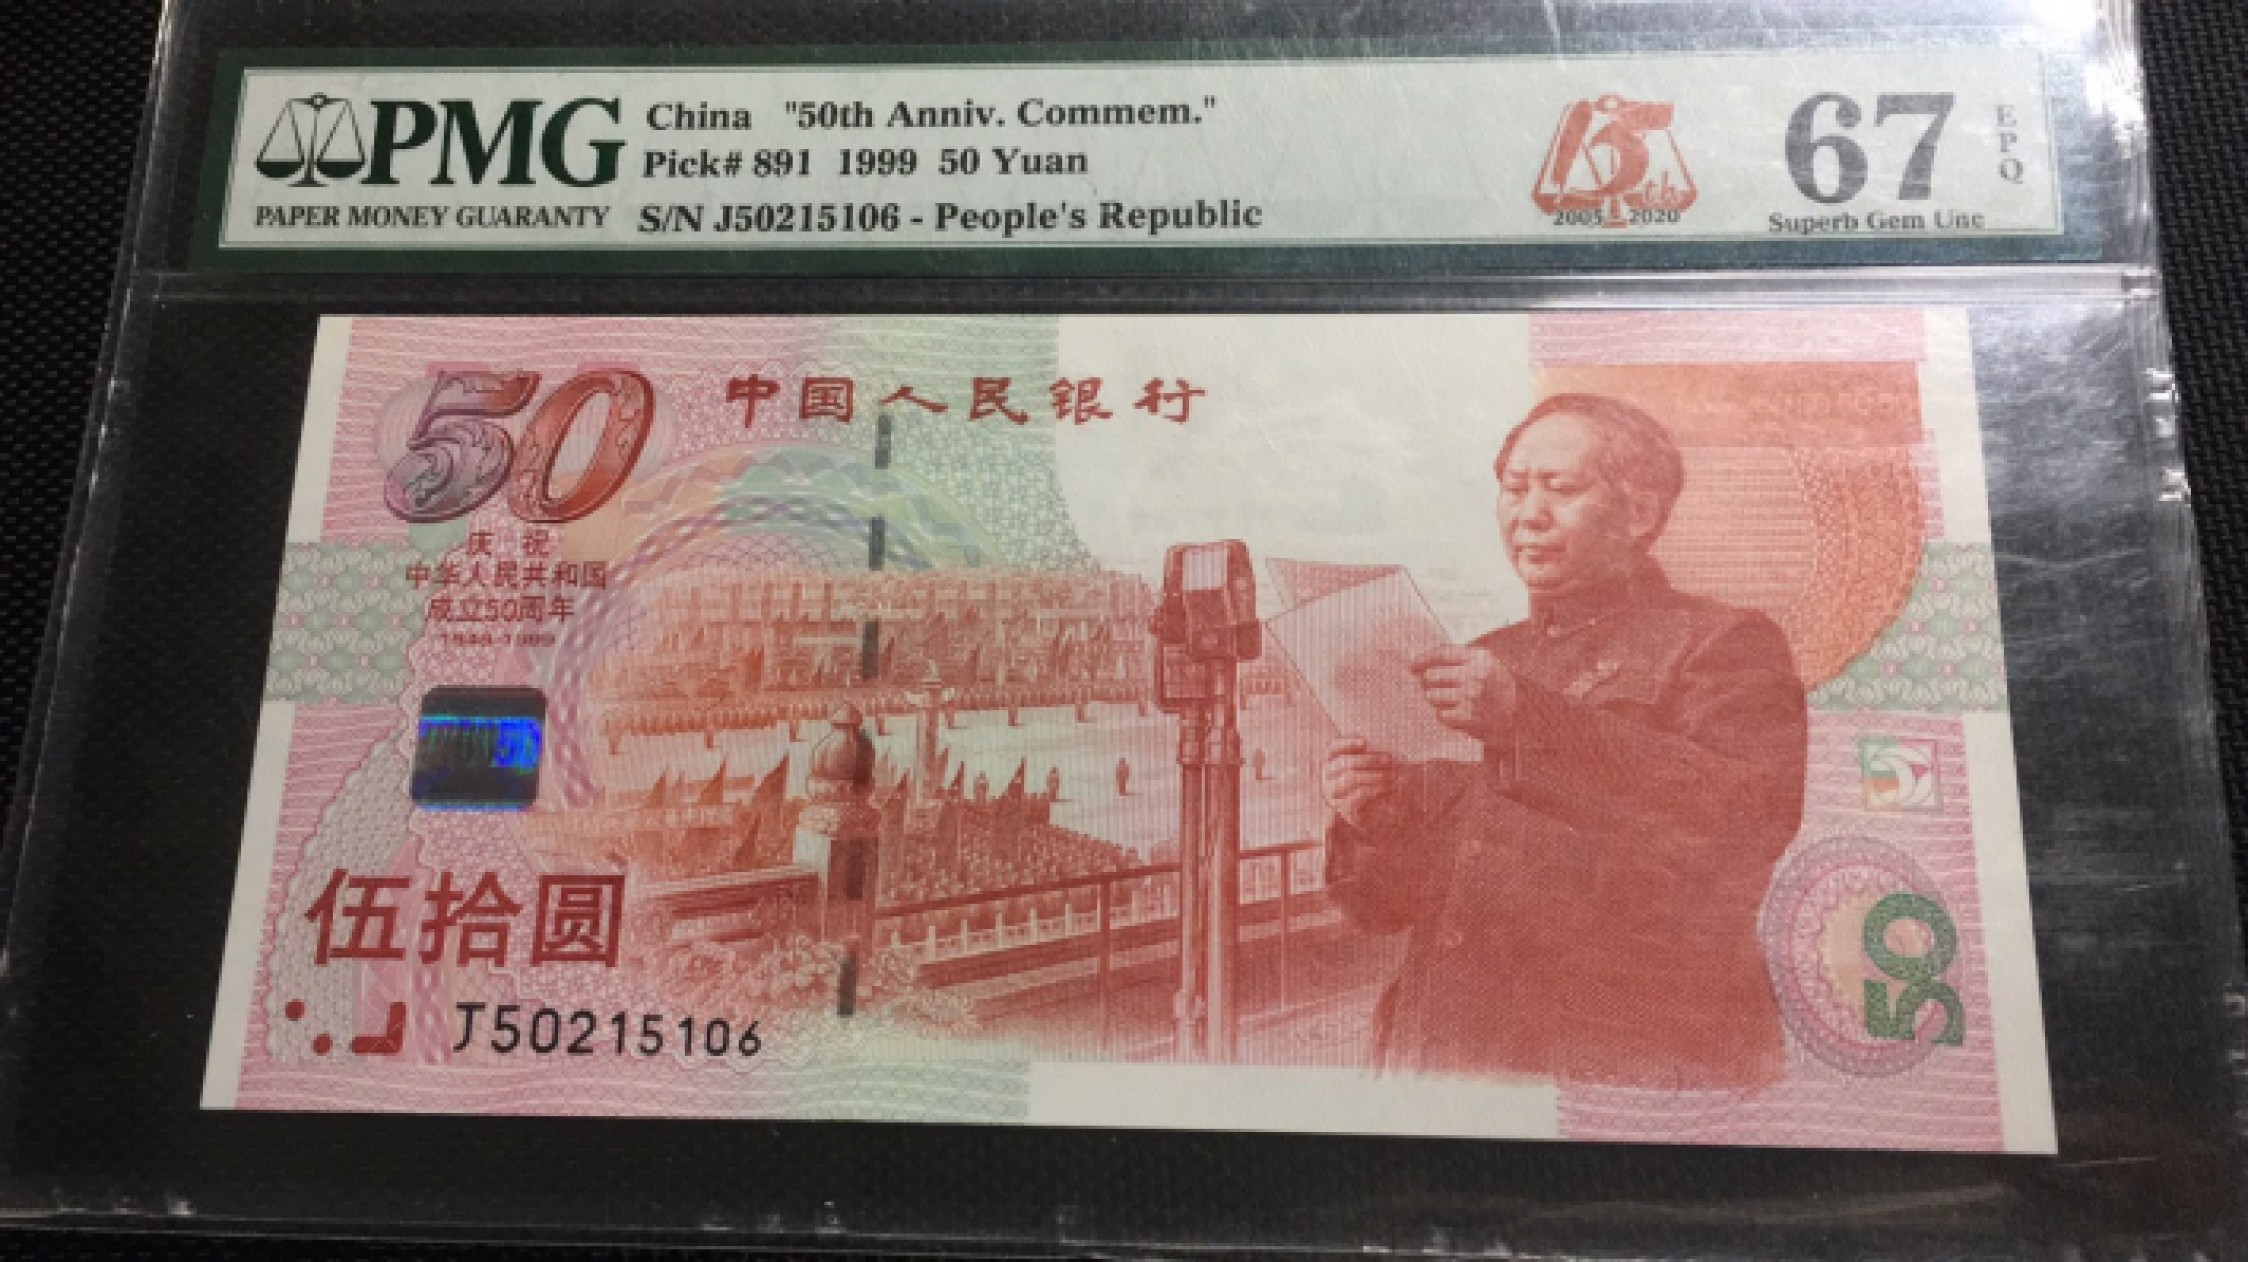 PMG
PAPER MONEY GUARANTY
China "50th Anniv. Commem."
Pick# 891 1999 50 Yuan
S/N J50215106 - People's Republic
15th
2005 2020
67
EPQ
Superb Gem Unc
50
中国人民银行
庆祝
中华人民共和国
成立50周年
1949-1999
伍拾圆
J50215106
50